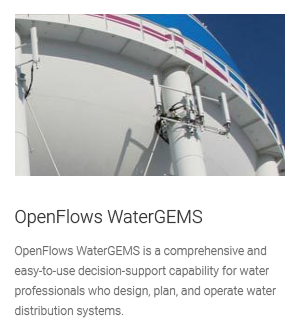 OpenFlows WaterGEMS
OpenFlows WaterGEMS is a comprehensive and
easy-to-use decision-support capability for water
professionals who design, plan, and operate water
distribution systems.